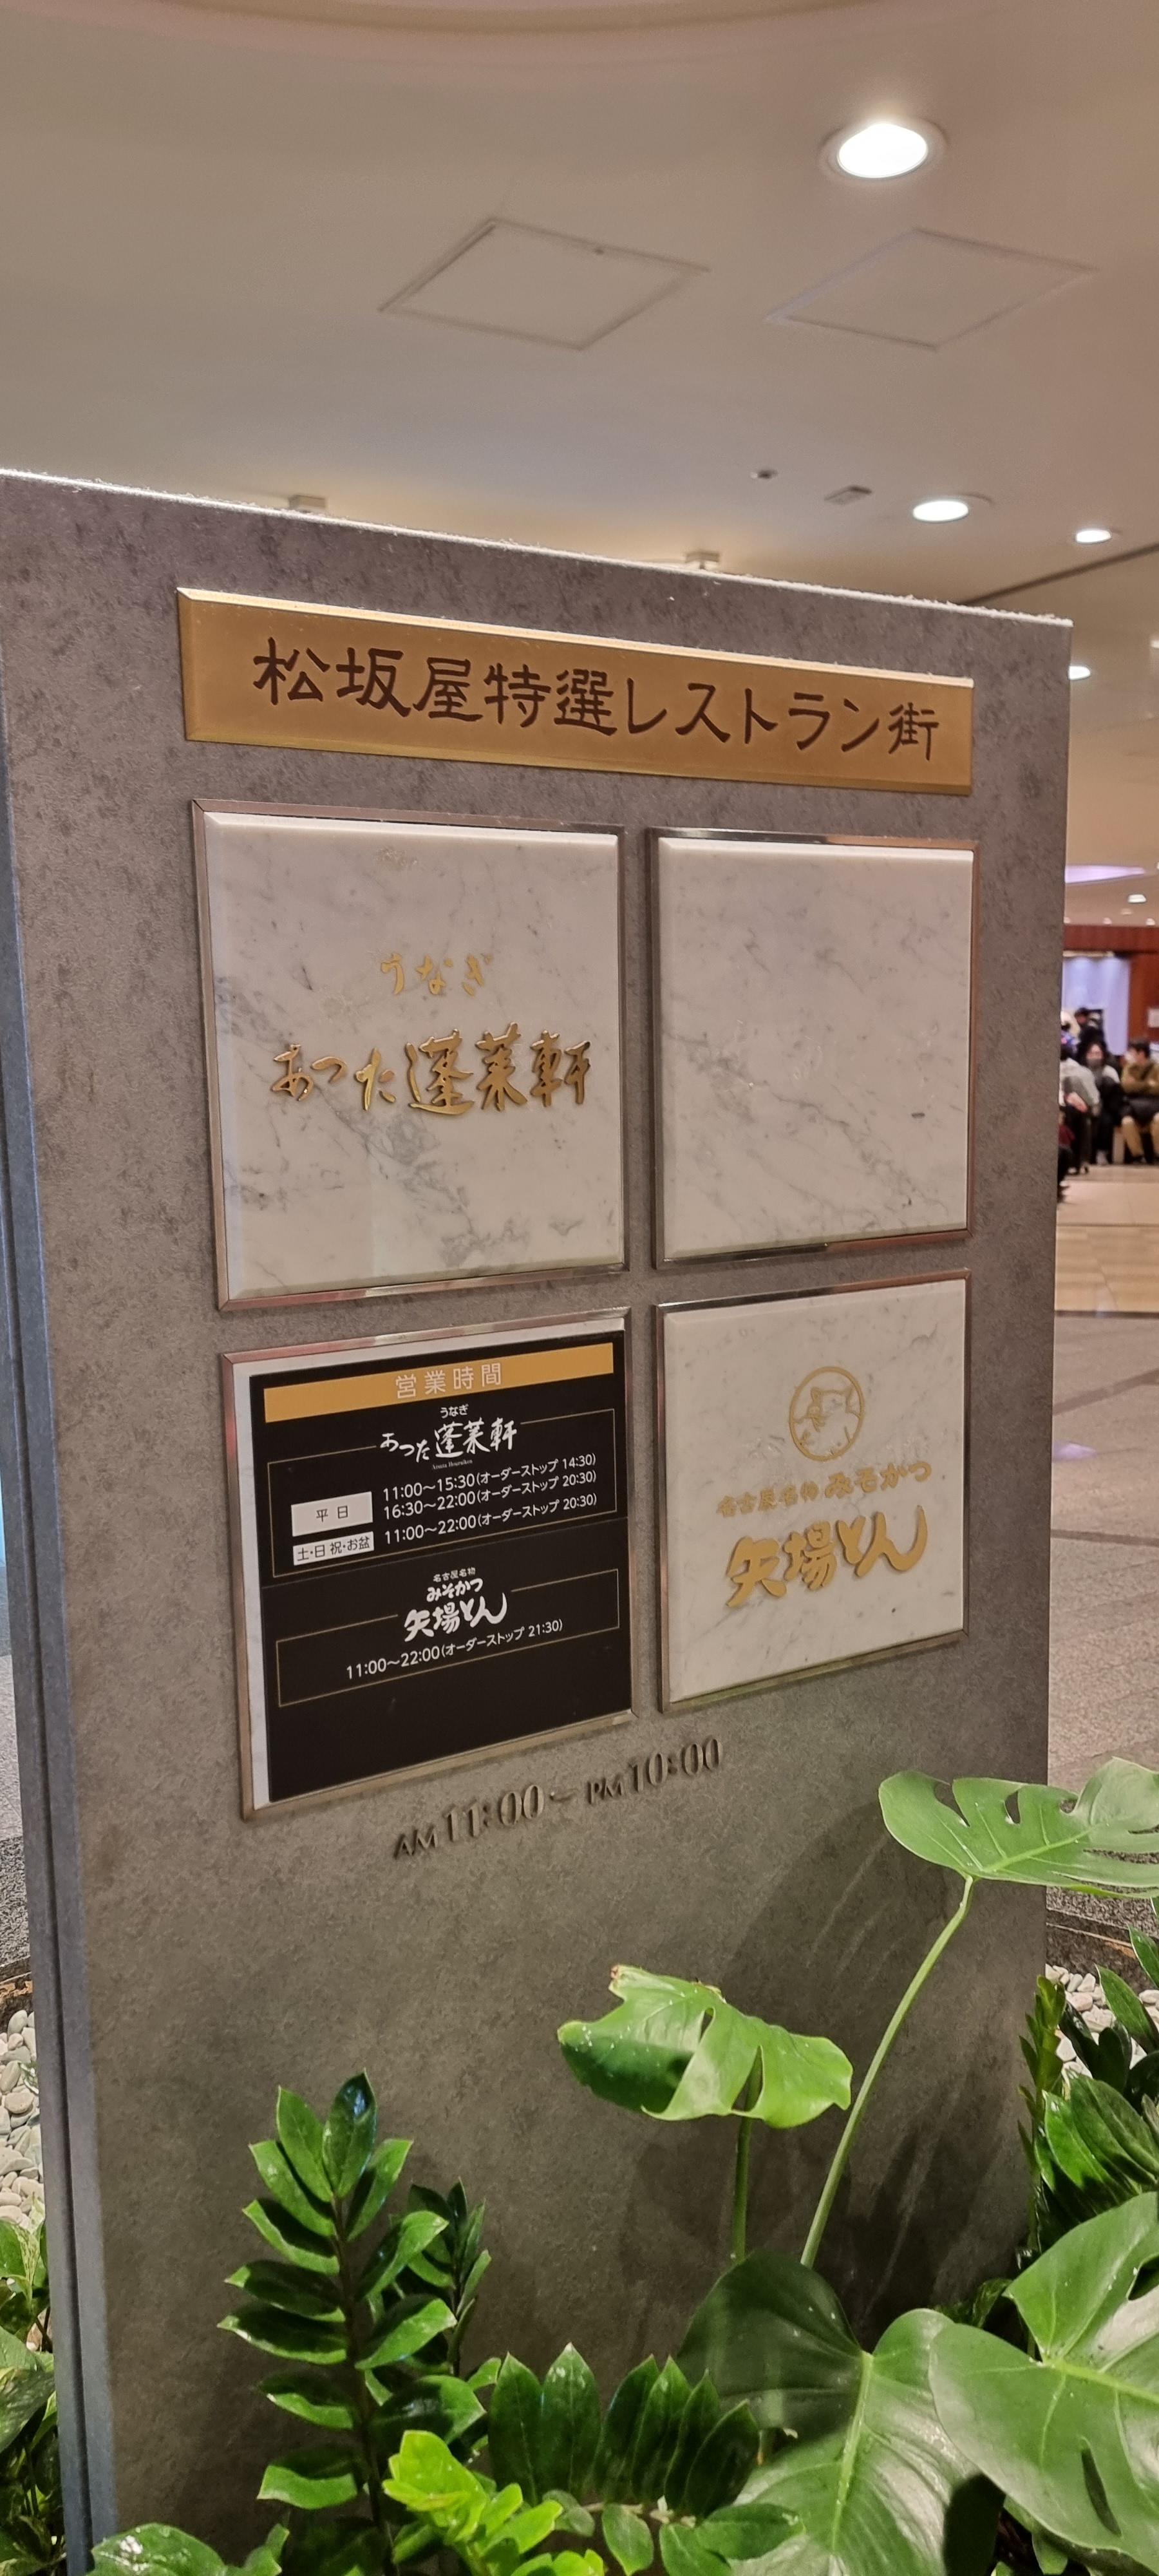 松坂屋特選レストラン街
うなぎ
あつた蓬莱軒
営業時間
うなぎ
あつた蓬莱軒
Atsuta Houraiken
平日
11:00～15:30(オーダーストップ 14:30)
16:30～22:00(オーダーストップ 20:30)
土・日 祝・お盆
11:00～22:00(オーダーストップ 20:30)
名古屋名物
みそかつ
矢場とん
11:00～22:00(オーダーストップ 21:30)
名古屋名物 みそかつ
矢場とん
AM11:00～PM10:00